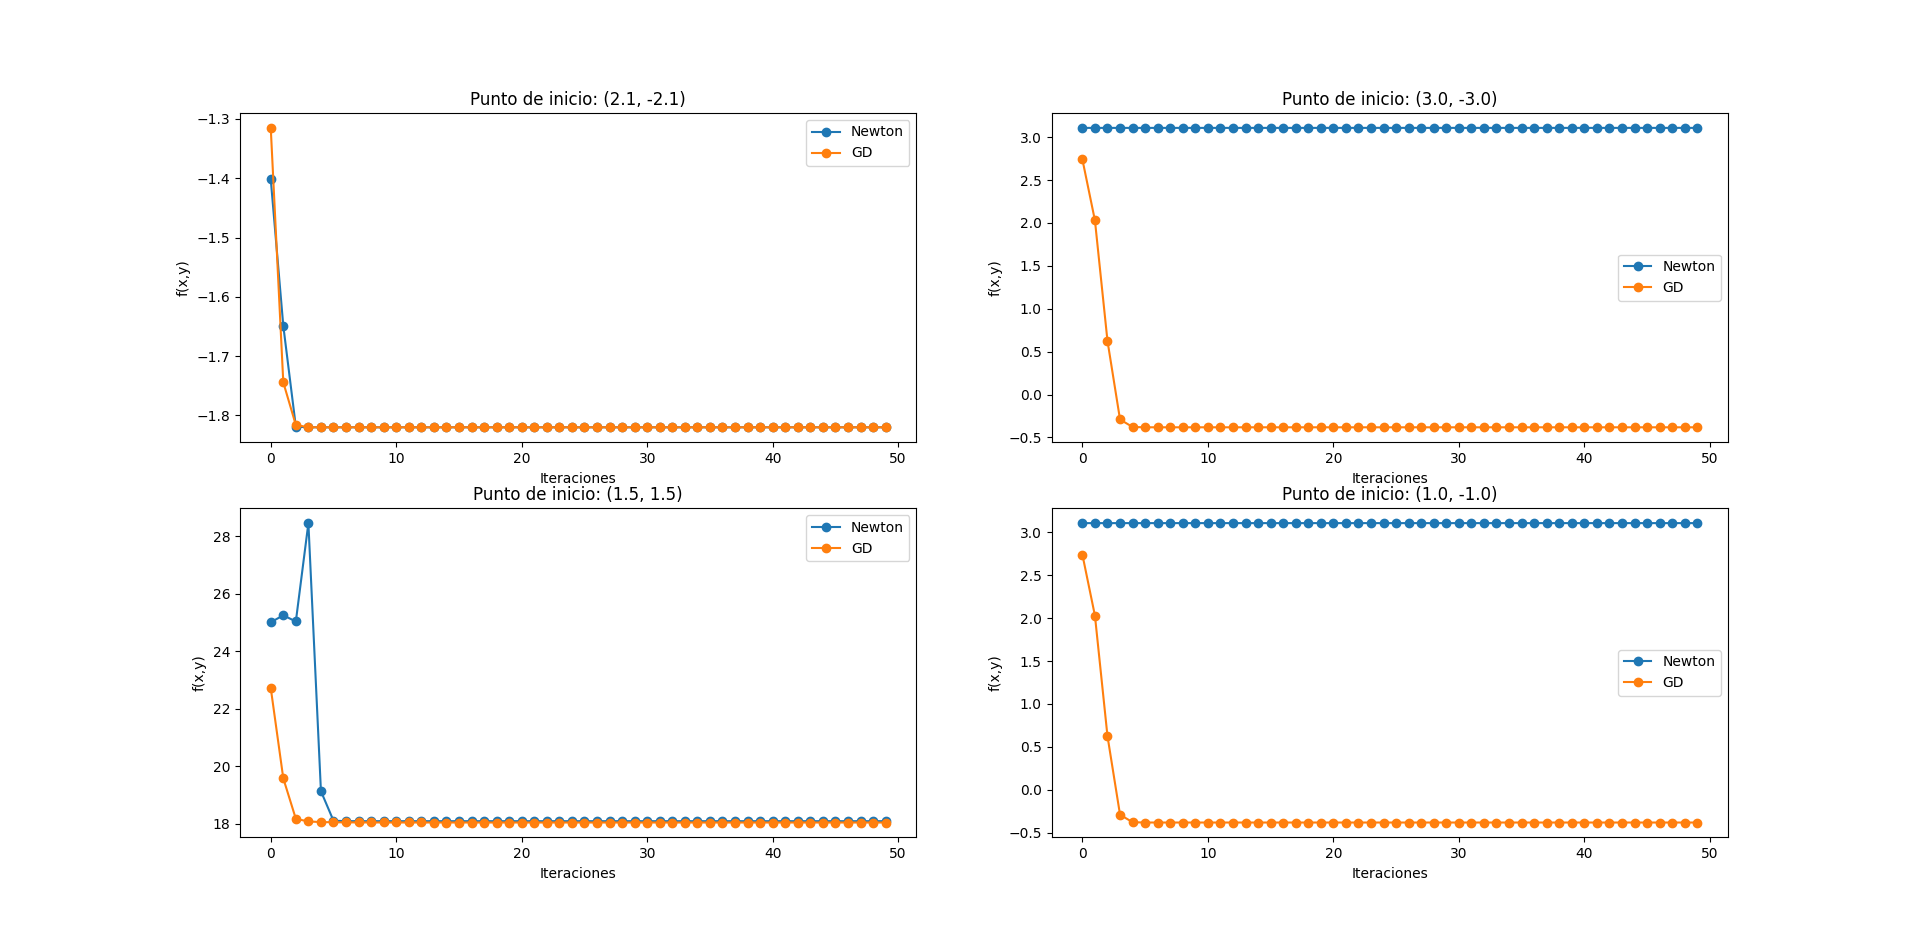 Punto de inicio: (2.1, -2.1)
−1.3
−1.4
−1.5
−1.6
−1.7
−1.8
f(x,y)
Newton
GD
0 10 20 30 40 50
Iteraciones
Punto de inicio: (3.0, -3.0)
3.0
2.5
2.0
1.5
1.0
0.5
0.0
−0.5
f(x,y)
Newton
GD
0 10 20 30 40 50
Iteraciones
Punto de inicio: (1.5, 1.5)
28
26
24
22
20
18
f(x,y)
Newton
GD
0 10 20 30 40 50
Iteraciones
Punto de inicio: (1.0, -1.0)
3.0
2.5
2.0
1.5
1.0
0.5
0.0
−0.5
f(x,y)
Newton
GD
0 10 20 30 40 50
Iteraciones